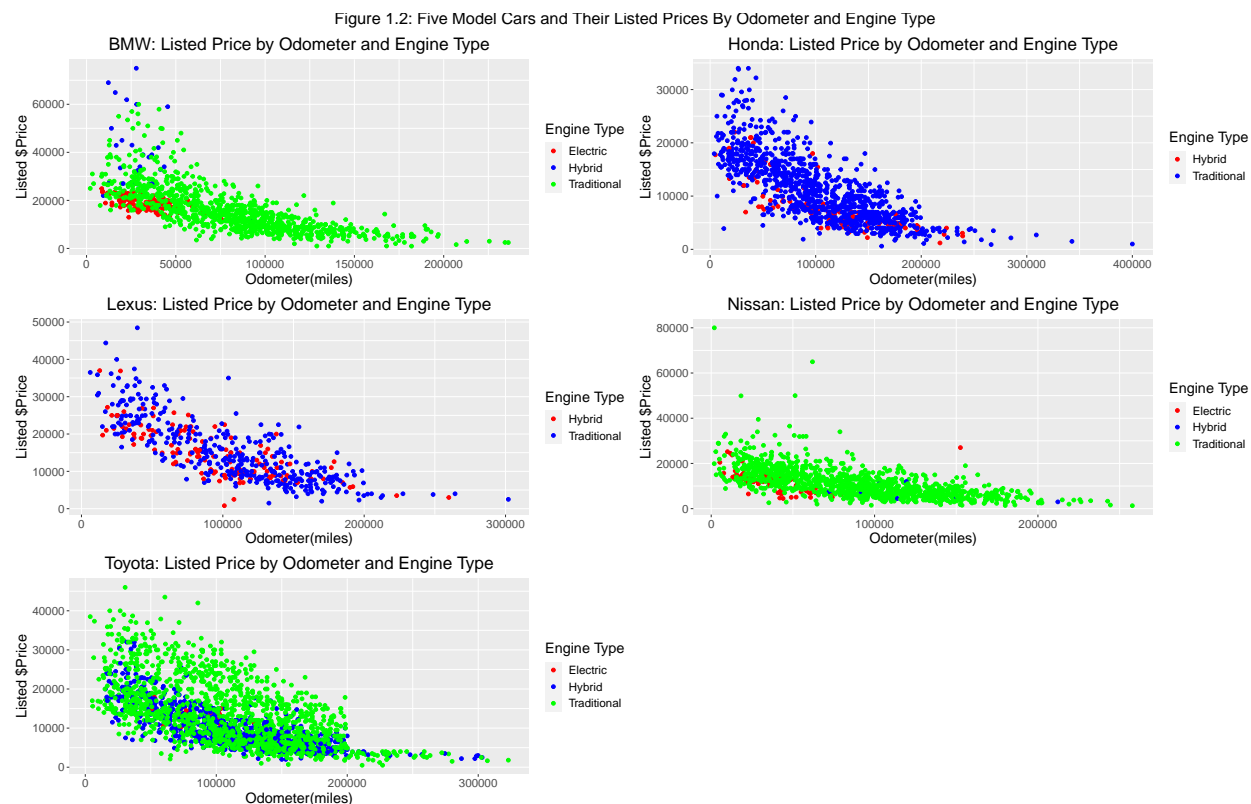 Figure 1.2: Five Model Cars and Their Listed Prices By Odometer and Engine Type
BMW: Listed Price by Odometer and Engine Type
Listed $Price
60000
40000
20000
0
0 50000 100000 150000 200000
Odometer(miles)
Engine Type
Electric
Hybrid
Traditional
Honda: Listed Price by Odometer and Engine Type
Listed $Price
30000
20000
10000
0
0 100000 200000 300000 400000
Odometer(miles)
Engine Type
Hybrid
Traditional
Lexus: Listed Price by Odometer and Engine Type
Listed $Price
50000
40000
30000
20000
10000
0
0 100000 200000 300000
Odometer(miles)
Engine Type
Hybrid
Traditional
Nissan: Listed Price by Odometer and Engine Type
Listed $Price
80000
60000
40000
20000
0
0 100000 200000
Odometer(miles)
Engine Type
Electric
Hybrid
Traditional
Toyota: Listed Price by Odometer and Engine Type
Listed $Price
40000
30000
20000
10000
0
0 100000 200000 300000
Odometer(miles)
Engine Type
Electric
Hybrid
Traditional